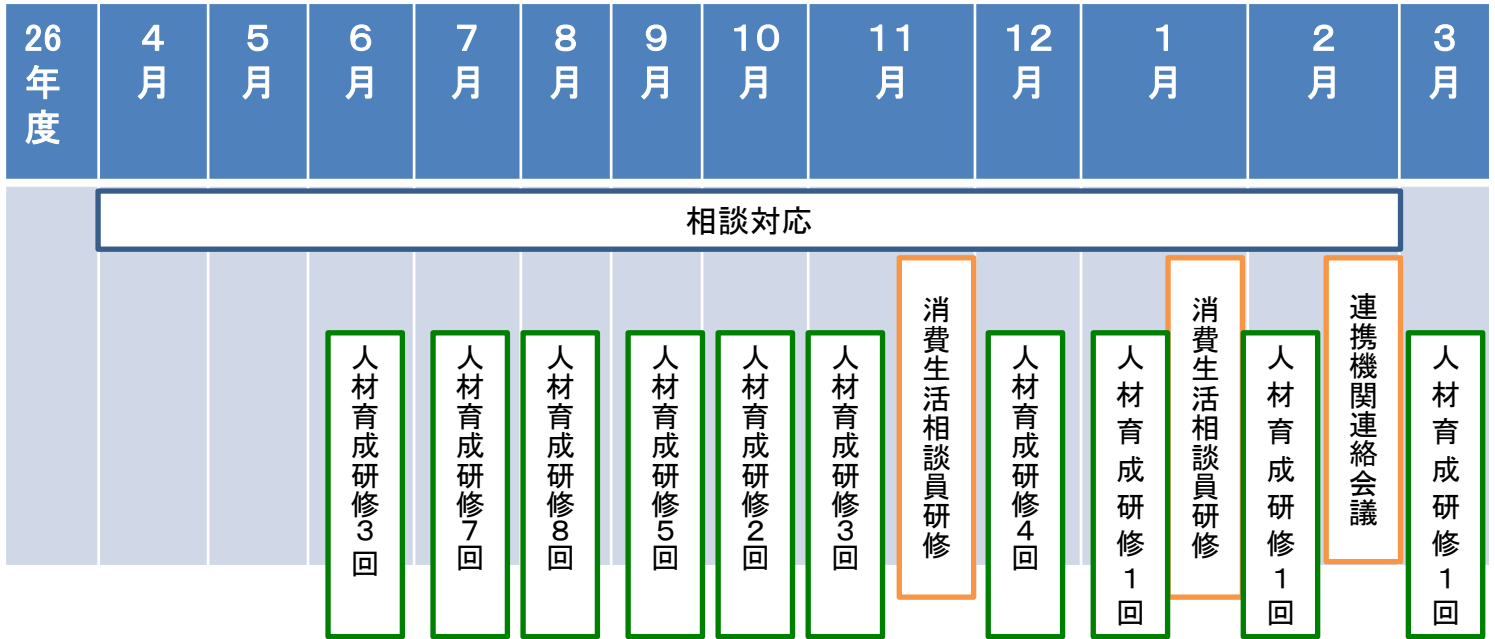 26年度
4月
5月
6月
7月
8月
9月
10月
11月
12月
1月
2月
3月
相談対応
人材育成研修3回
人材育成研修7回
人材育成研修8回
人材育成研修5回
人材育成研修2回
人材育成研修3回
消費生活相談員研修
人材育成研修4回
人材育成研修1回
消費生活相談員研修
人材育成研修1回
連携機関連絡会議
人材育成研修1回